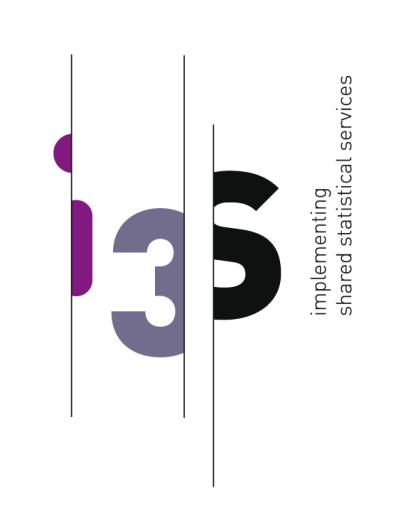 i3S
implementing
shared statistical services